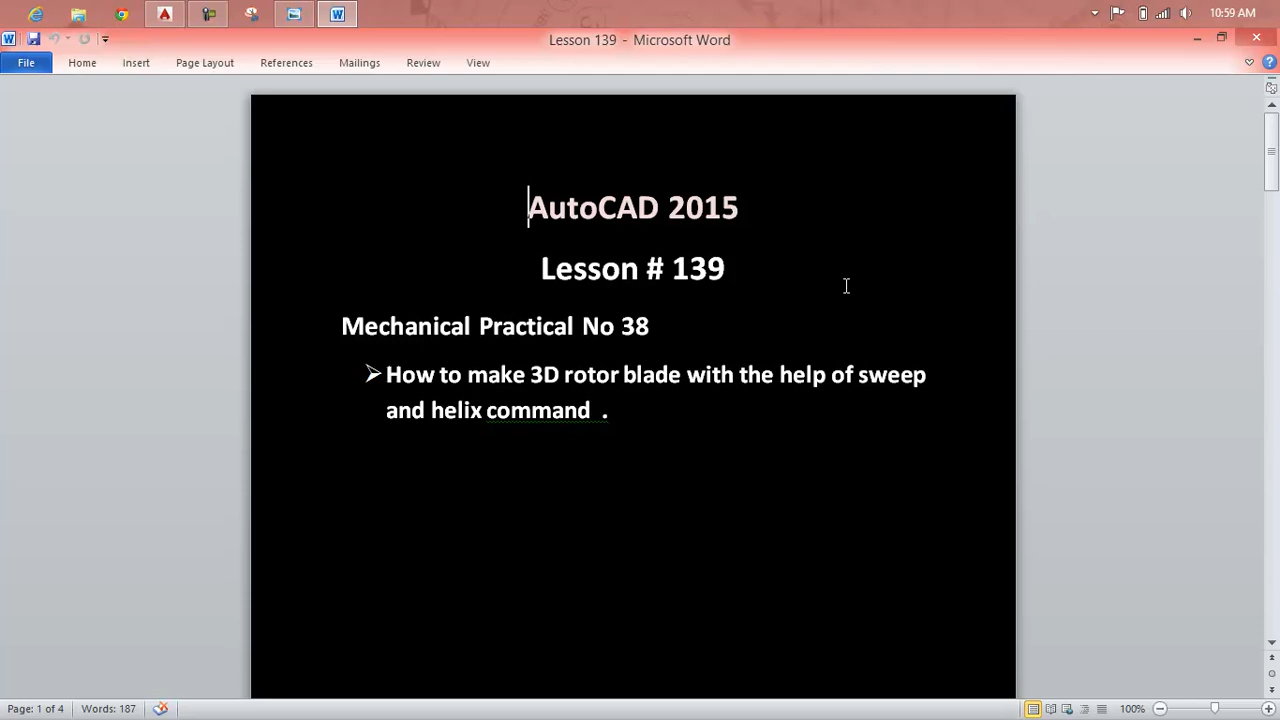 10:59 AM
Lesson 139 - Microsoft Word
File Home Insert Page Layout References Mailings Review View
AutoCAD 2015
Lesson # 139
Mechanical Practical No 38
➢ How to make 3D rotor blade with the help of sweep
and helix command .
Page: 1 of 4 Words: 187 100%